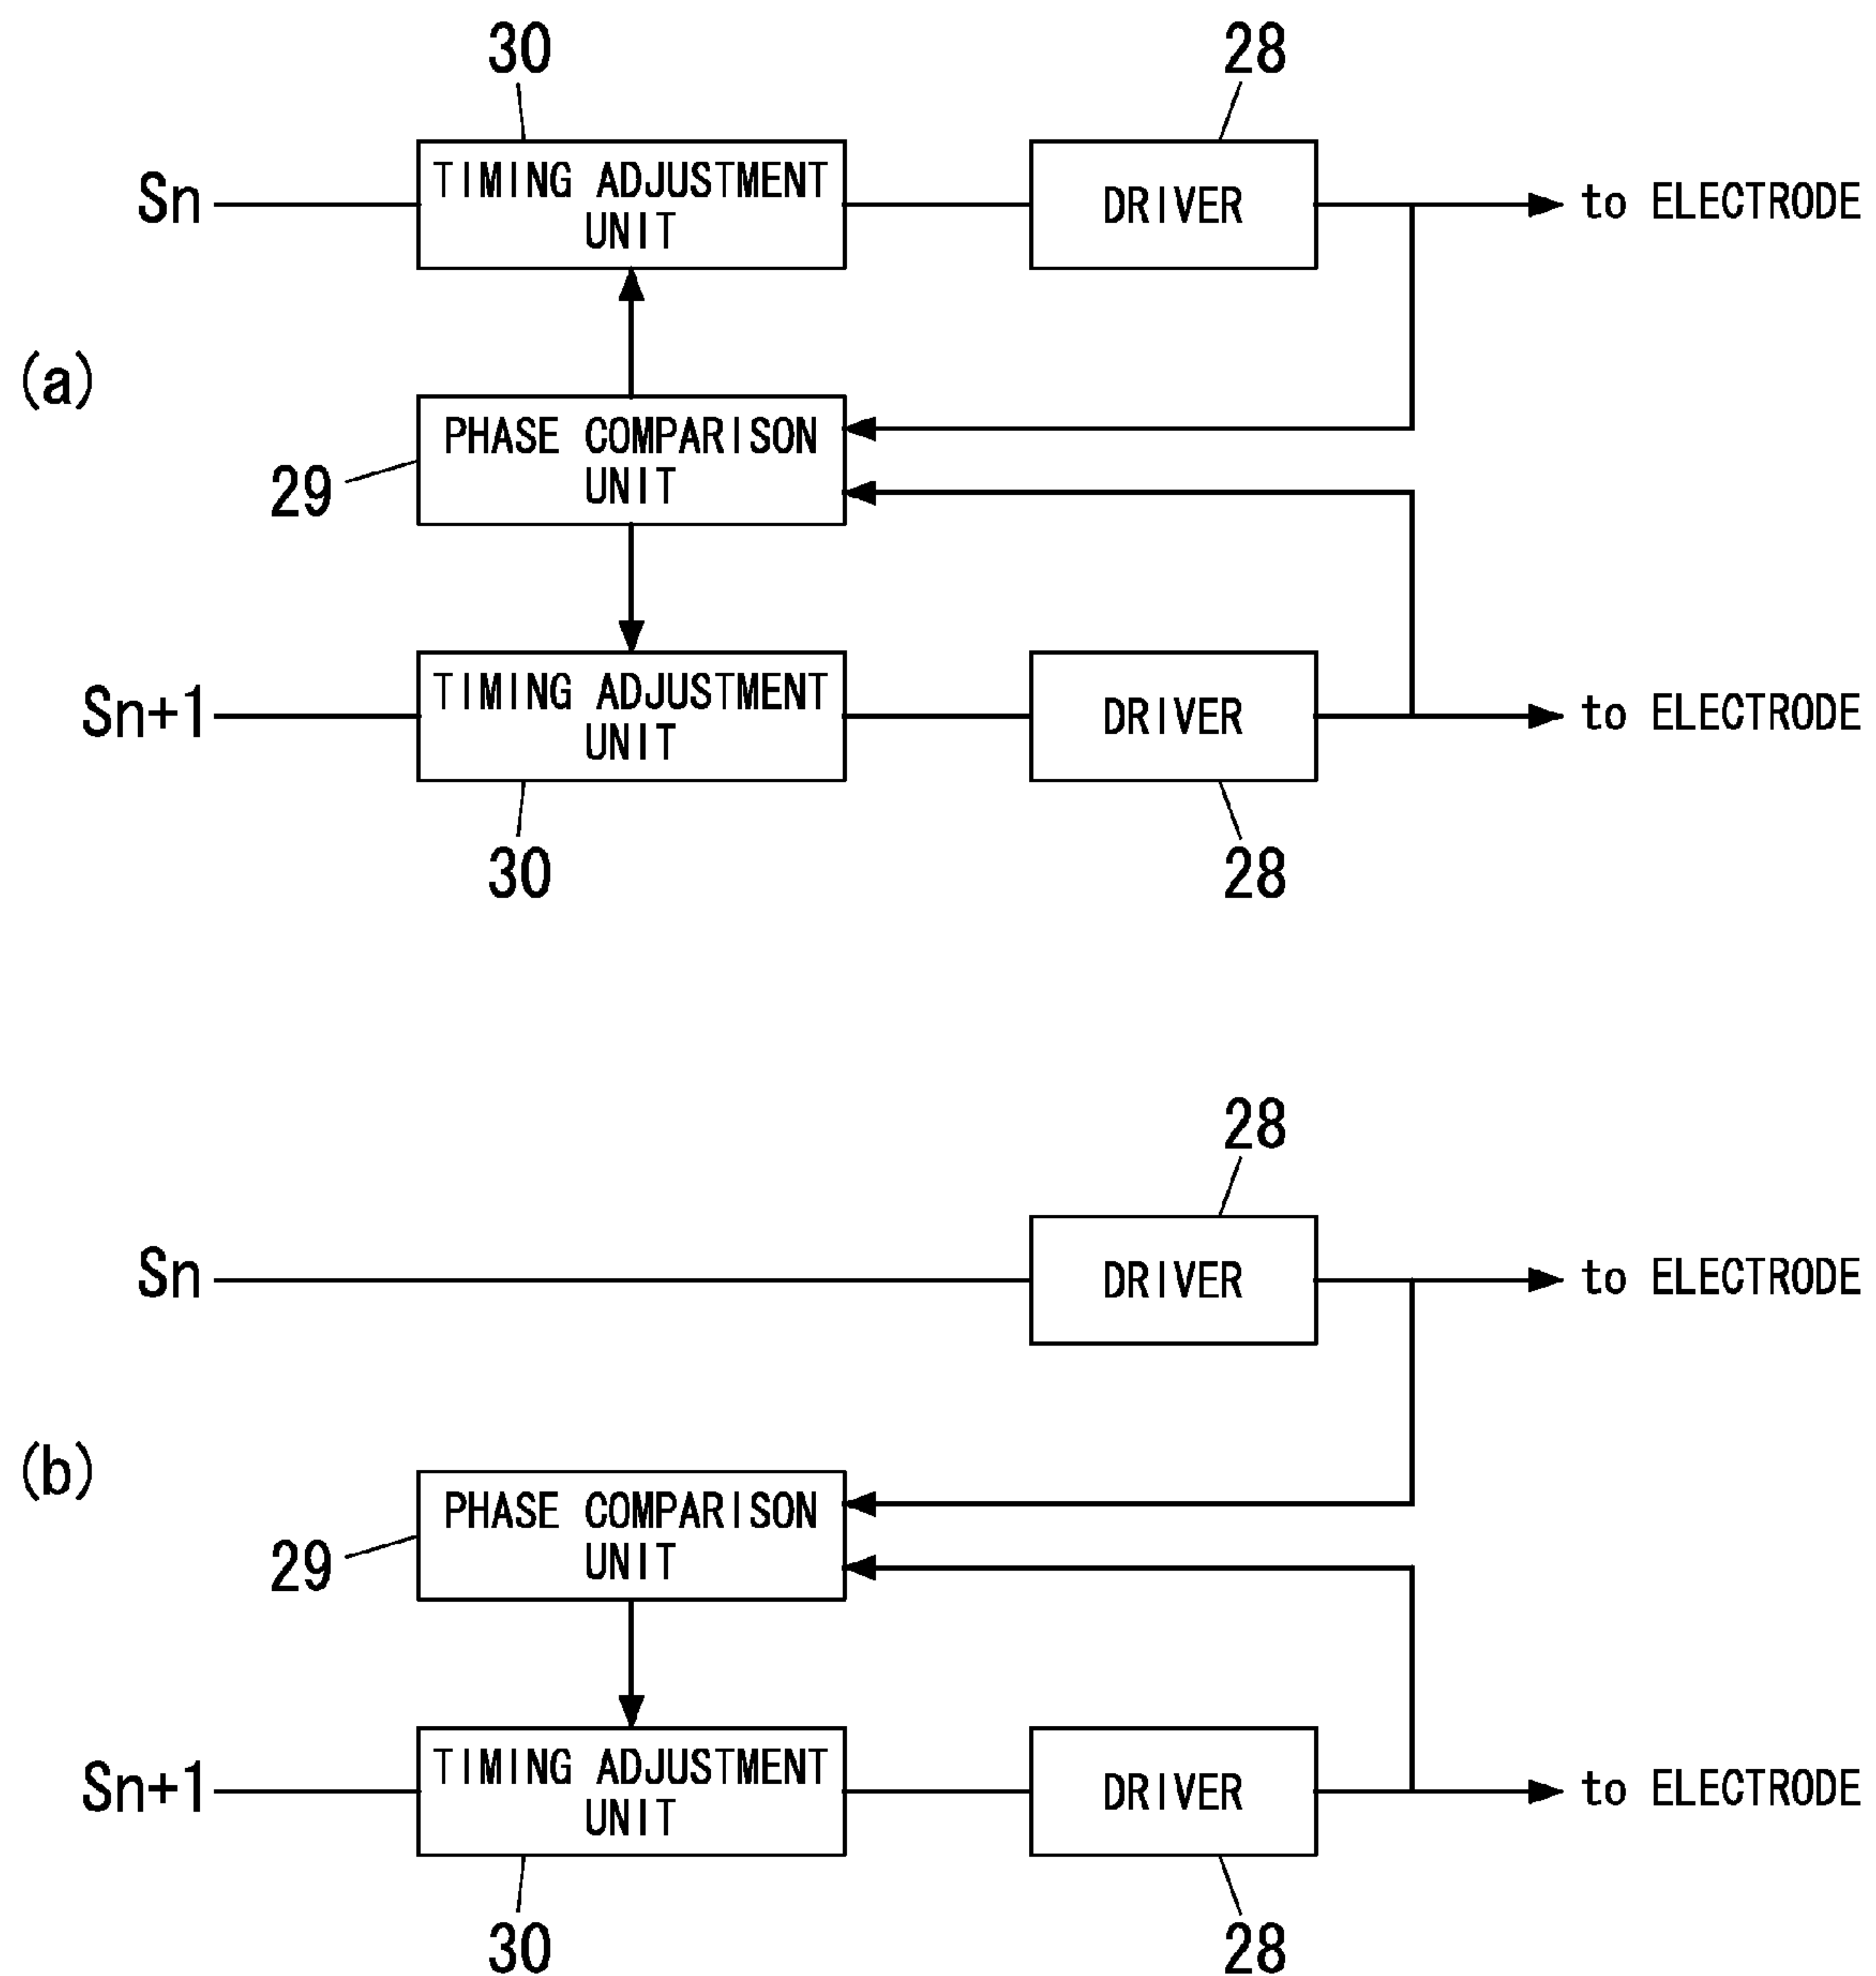 30
28
Sn
TIMING ADJUSTMENT
UNIT
DRIVER
to ELECTRODE
(a)
PHASE COMPARISON
UNIT
29
Sn+1
TIMING ADJUSTMENT
UNIT
DRIVER
to ELECTRODE
30
28
28
Sn
DRIVER
to ELECTRODE
(b)
PHASE COMPARISON
UNIT
29
Sn+1
TIMING ADJUSTMENT
UNIT
DRIVER
to ELECTRODE
30
28